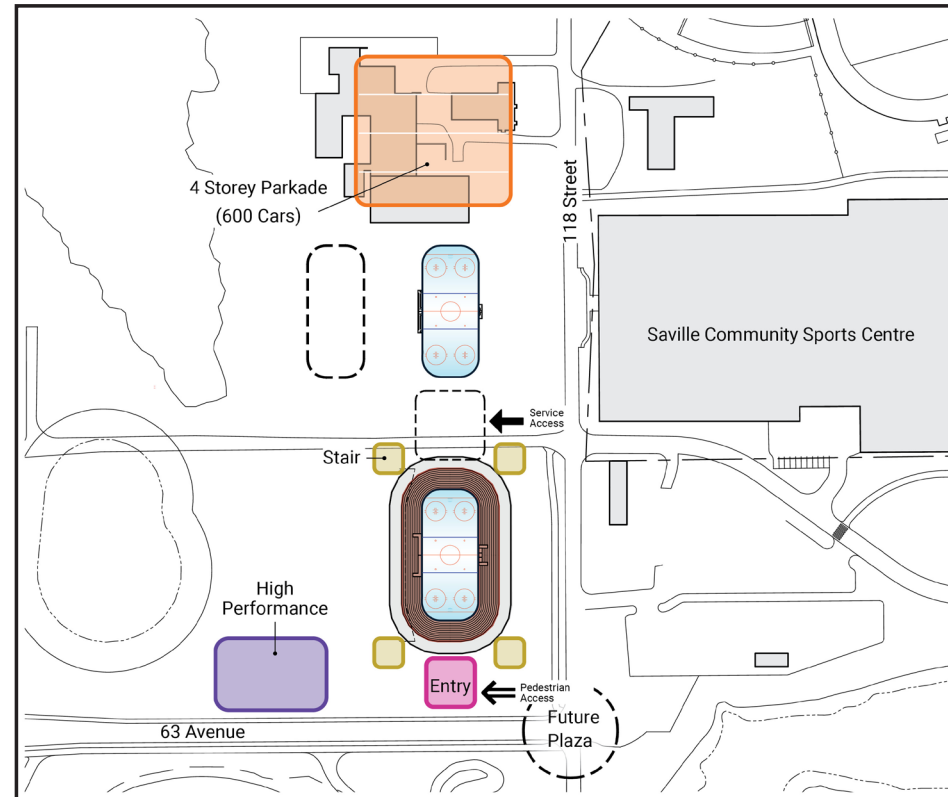 4 Storey Parkade
(600 Cars)
118 Street
Saville Community Sports Centre
Service
Access
Stair
High
Performance
Entry
Pedestrian
Access
Future
Plaza
63 Avenue